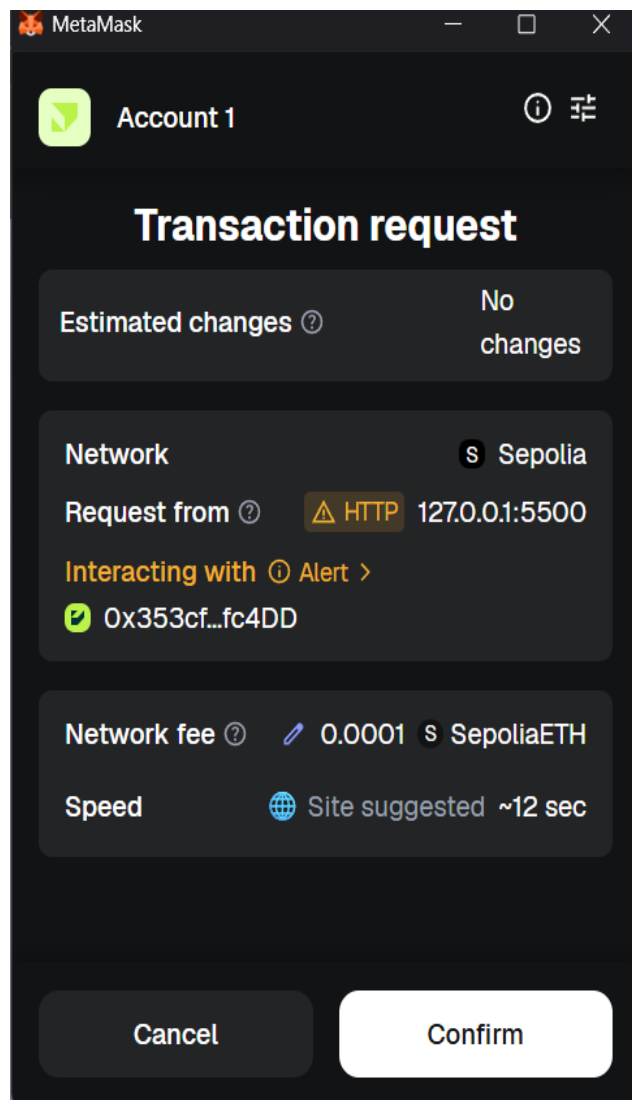 MetaMask
Account 1
Transaction request
Estimated changes No changes
Network S Sepolia
Request from HTTP 127.0.0.1:5500
Interacting with Alert >
0x353cf...fc4DD
Network fee 0.0001 S SepoliaETH
Speed Site suggested ~12 sec
Cancel Confirm